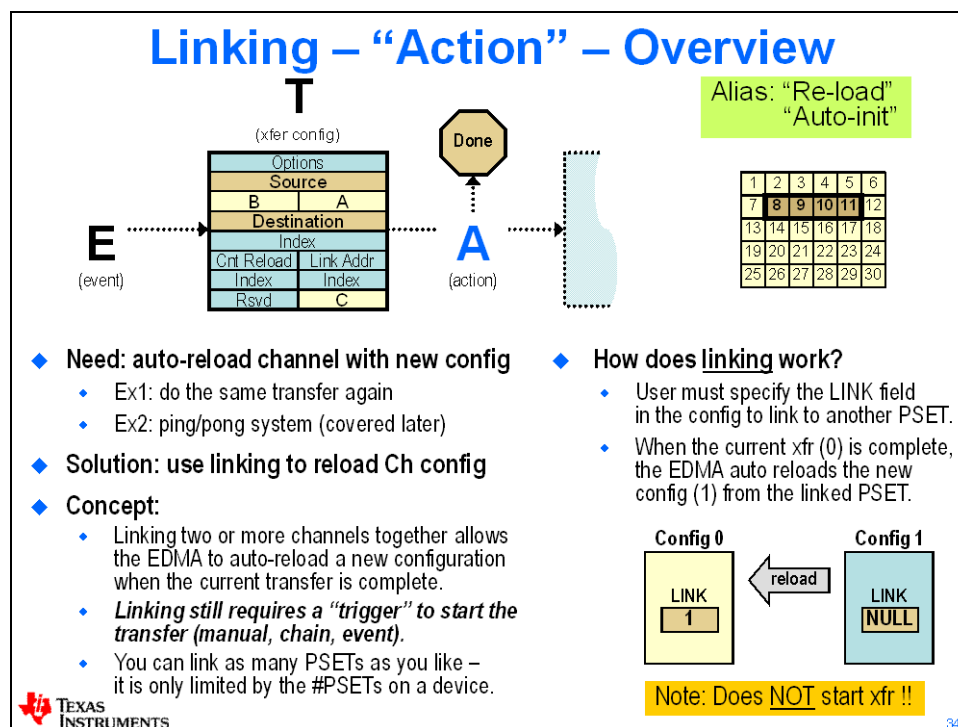 Linking – “Action” – Overview
T
(xfer config)
Done
Alias: “Re-load”
“Auto-init”
Options
Source
B A
Destination
Index
Cnt Reload Link Addr
Index Index
Rsvd C
E
(event)
A
(action)
1 2 3 4 5 6
7 8 9 10 11 12
13 14 15 16 17 18
19 20 21 22 23 24
25 26 27 28 29 30
Need: auto-reload channel with new config
Ex1: do the same transfer again
Ex2: ping/pong system (covered later)
Solution: use linking to reload Ch config
Concept:
Linking two or more channels together allows
the EDMA to auto-reload a new configuration
when the current transfer is complete.
Linking still requires a “trigger” to start the
transfer (manual, chain, event).
You can link as many PSETs as you like –
it is only limited by the #PSETs on a device.
How does linking work?
User must specify the LINK field
in the config to link to another PSET.
When the current xfr (0) is complete,
the EDMA auto reloads the new
config (1) from the linked PSET.
Config 0
Config 1
reload
LINK
1
LINK
NULL
Note: Does NOT start xfr !!
TEXAS
INSTRUMENTS
34